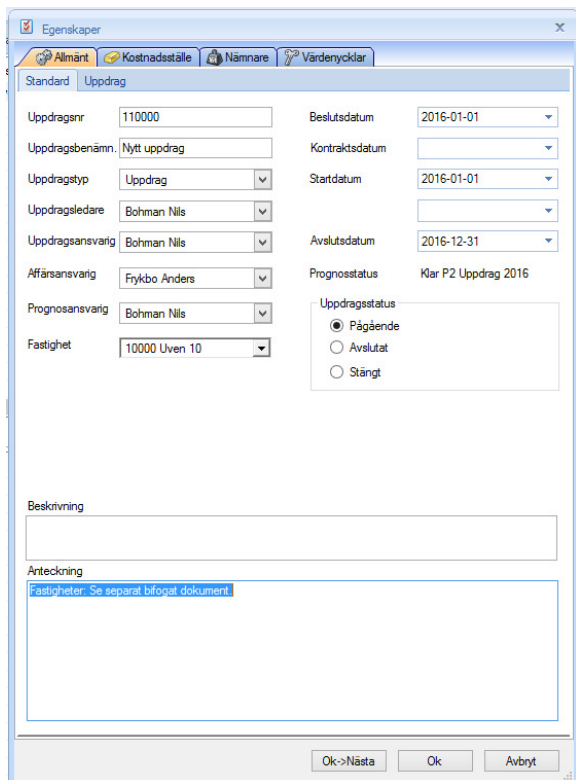 Egenskaper
Allmänt Kostnadsställe Nämnare Värdenycklar
Standard Uppdrag
Uppdragsnr 110000 Beslutsdatum 2016-01-01
Uppdragsbenämn. Nytt uppdrag Kontraktsdatum
Uppdragstyp Uppdrag Startdatum 2016-01-01
Uppdragsledare Bohman Nils
Uppdragsansvarig Bohman Nils Avslutsdatum 2016-12-31
Affärsansvarig Frykbo Anders Prognosstatus Klar P2 Uppdrag 2016
Prognosansvarig Bohman Nils Uppdragsstatus
Pågående
Fastighet 10000 Uven 10 Avslutat
Stängt
Beskrivning
Anteckning
Fastigheter: Se separat bifogat dokument.
Ok->Nästa Ok Avbryt